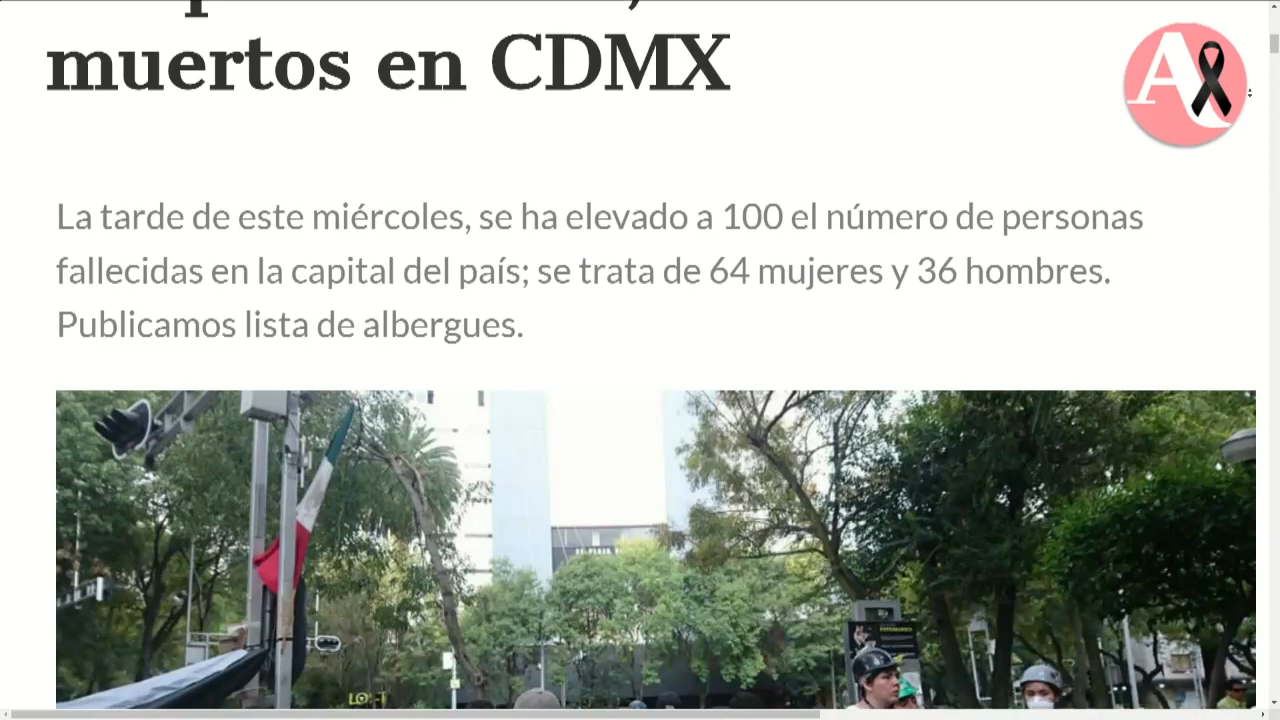 muertos en CDMX
La tarde de este miércoles, se ha elevado a 100 el número de personas
fallecidas en la capital del país; se trata de 64 mujeres y 36 hombres.
Publicamos lista de albergues.